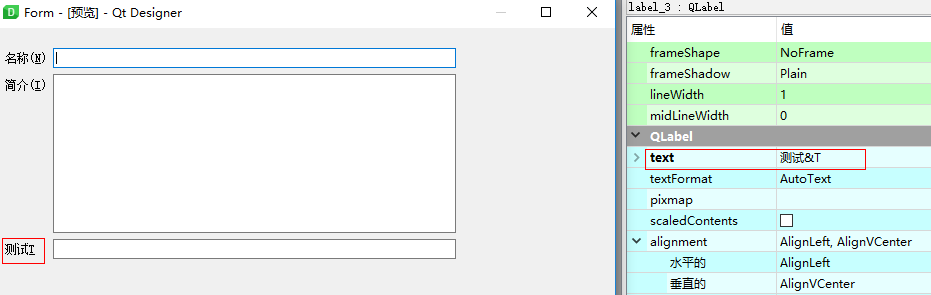 Form - [预览] - Qt Designer
名称(N)
简介(I)
测试T
label_3 : QLabel
属性 值
frameShape NoFrame
frameShadow Plain
lineWidth 1
midLineWidth 0
QLabel
text 测试&T
textFormat AutoText
pixmap
scaledContents
alignment AlignLeft, AlignVCenter
水平的 AlignLeft
垂直的 AlignVCenter